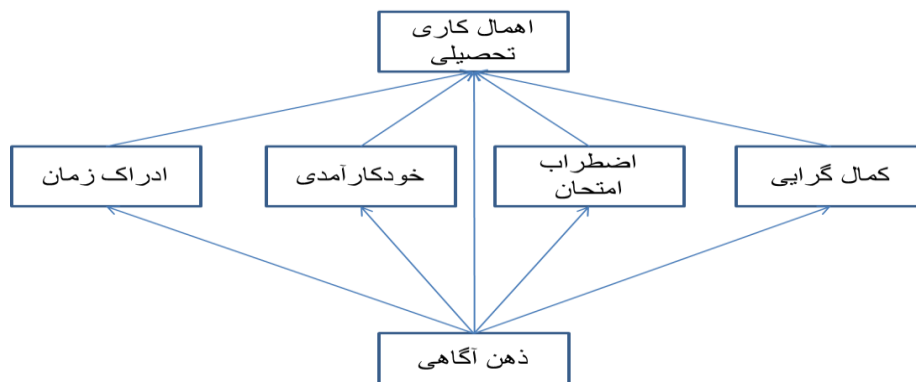 اهمال کاری
تحصیلی
کمال گرایی
اضطراب
امتحان
خودکارآمدی
ادراک زمان
ذهن آگاهی